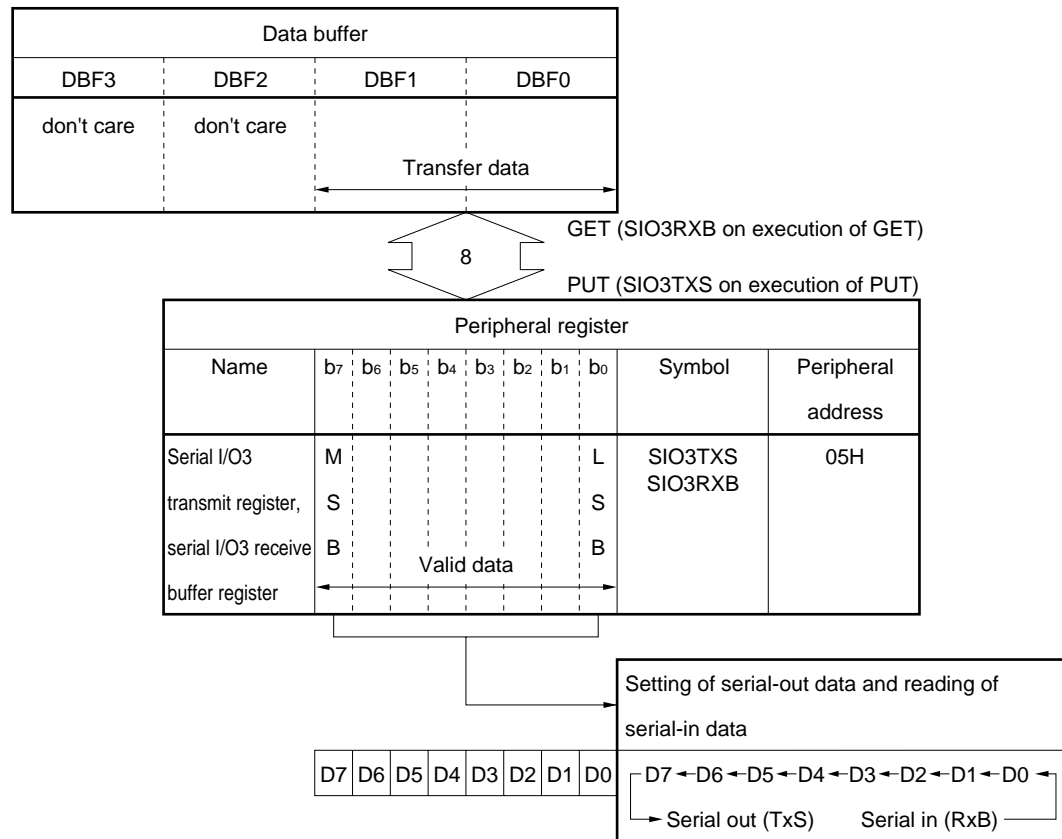 Data buffer
DBF3 DBF2 DBF1 DBF0
don't care don't care
Transfer data
GET (SIO3RXB on execution of GET)
8
PUT (SIO3TXS on execution of PUT)
Peripheral register
Name b7 b6 b5 b4 b3 b2 b1 b0 Symbol Peripheral
address
Serial I/O3 M L SIO3TXS 05H
SIO3RXB
transmit register, S S
serial I/O3 receive B B
Valid data
buffer register
Setting of serial-out data and reading of
serial-in data
D7 D6 D5 D4 D3 D2 D1 D0 D7 D6 D5 D4 D3 D2 D1 D0
Serial out (TxS) Serial in (RxB)